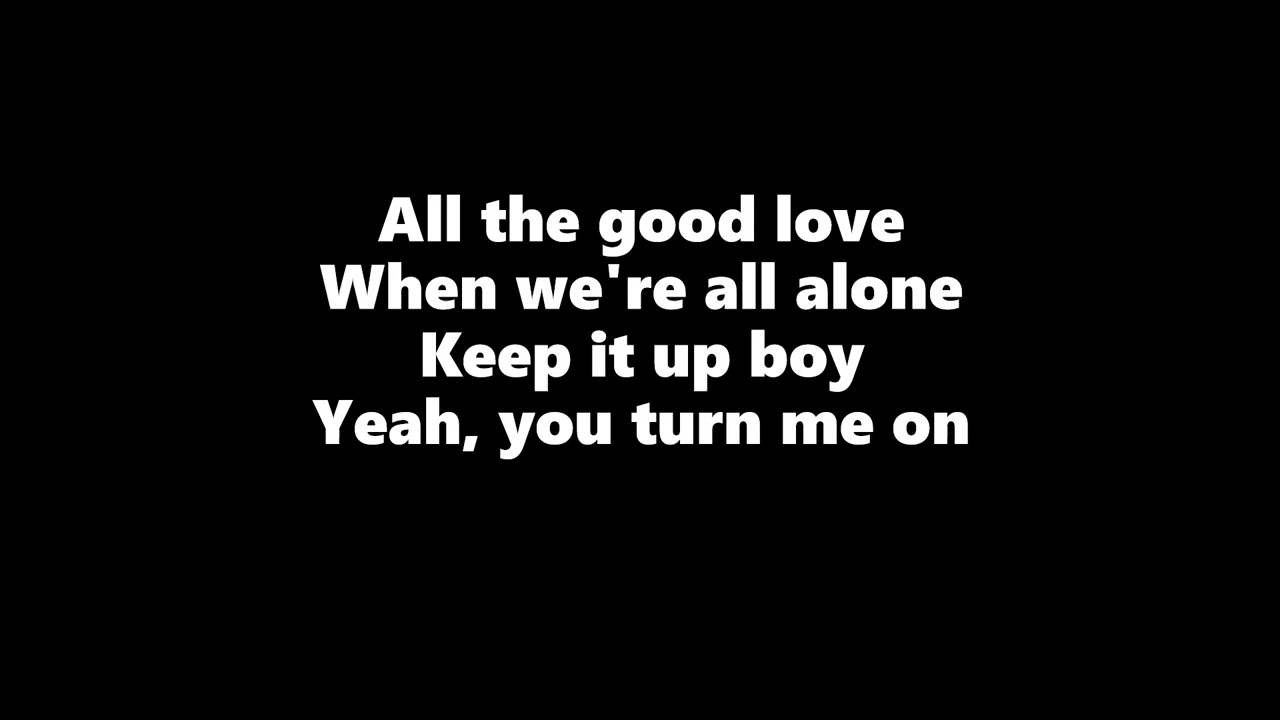 All the good love
When we're all alone
Keep it up boy
Yeah, you turn me on